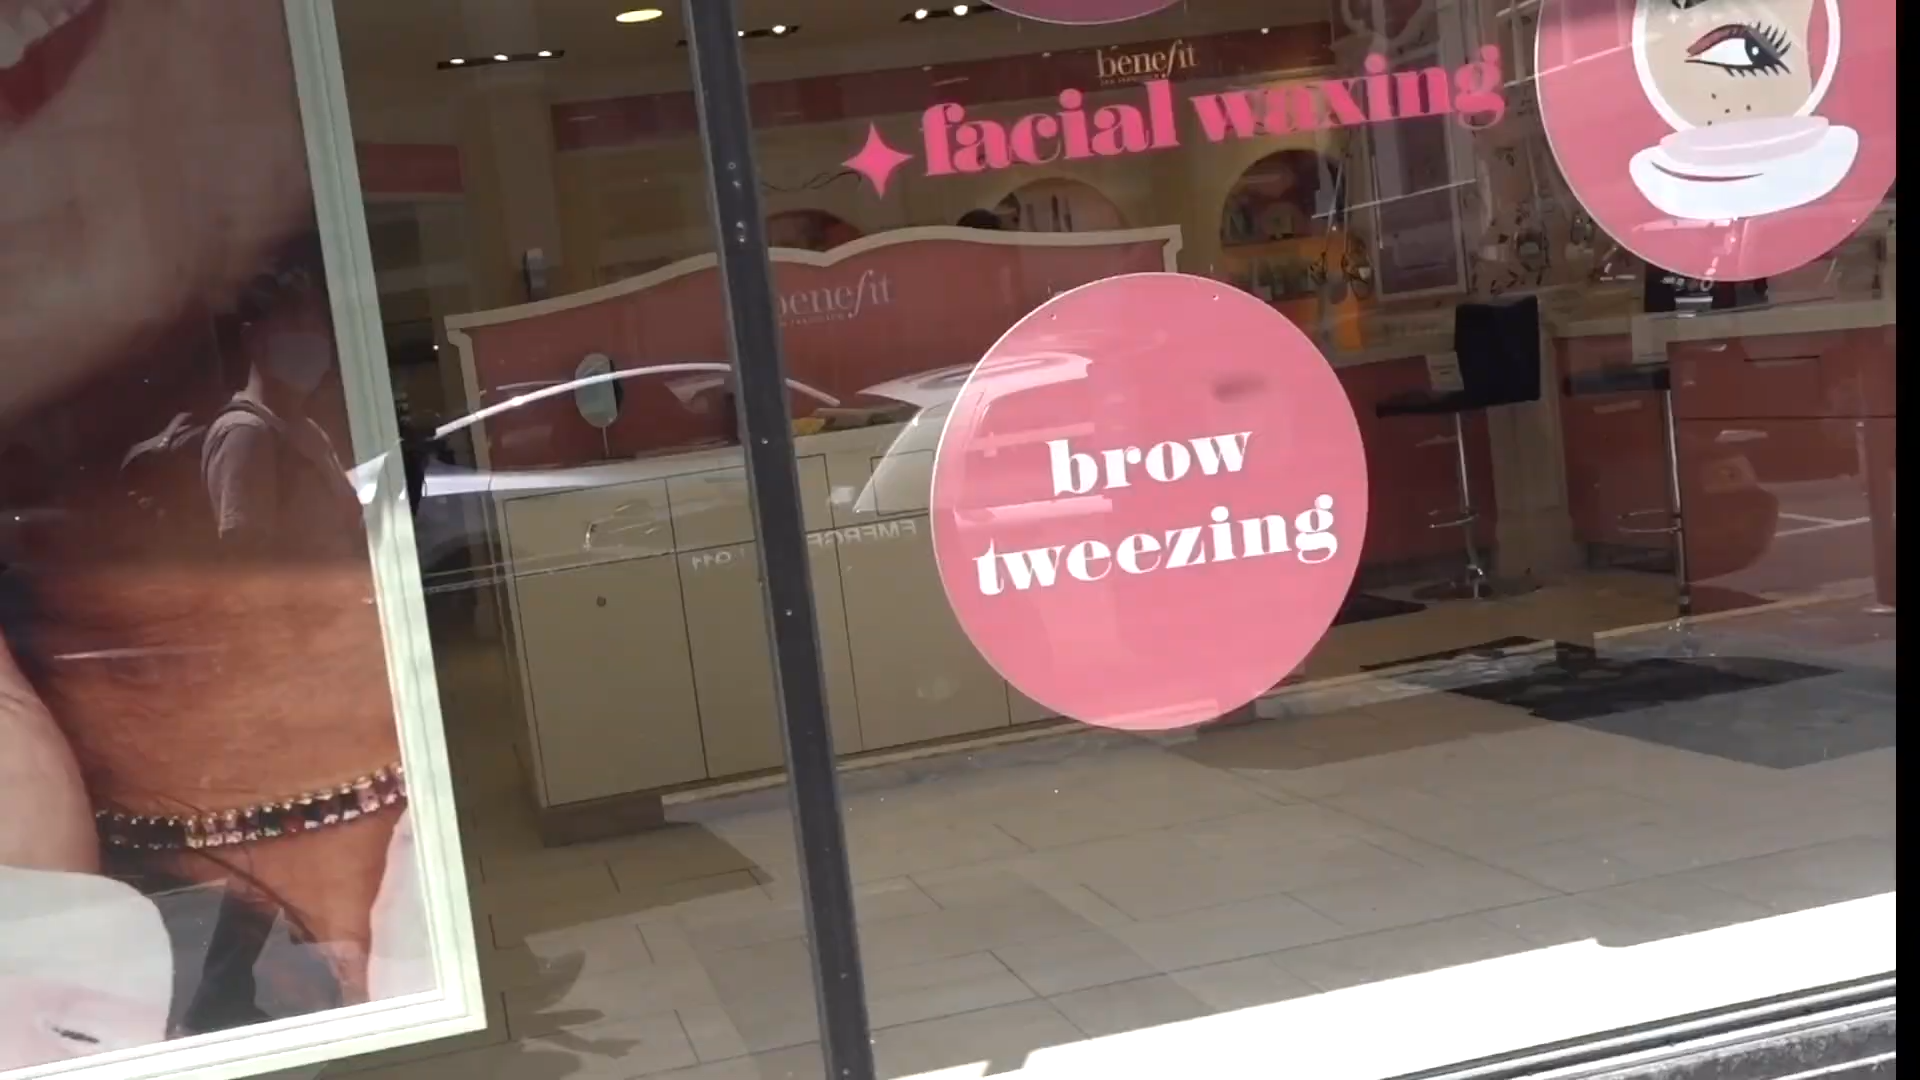 benefit
facial waxing
benefit
brow
tweezing